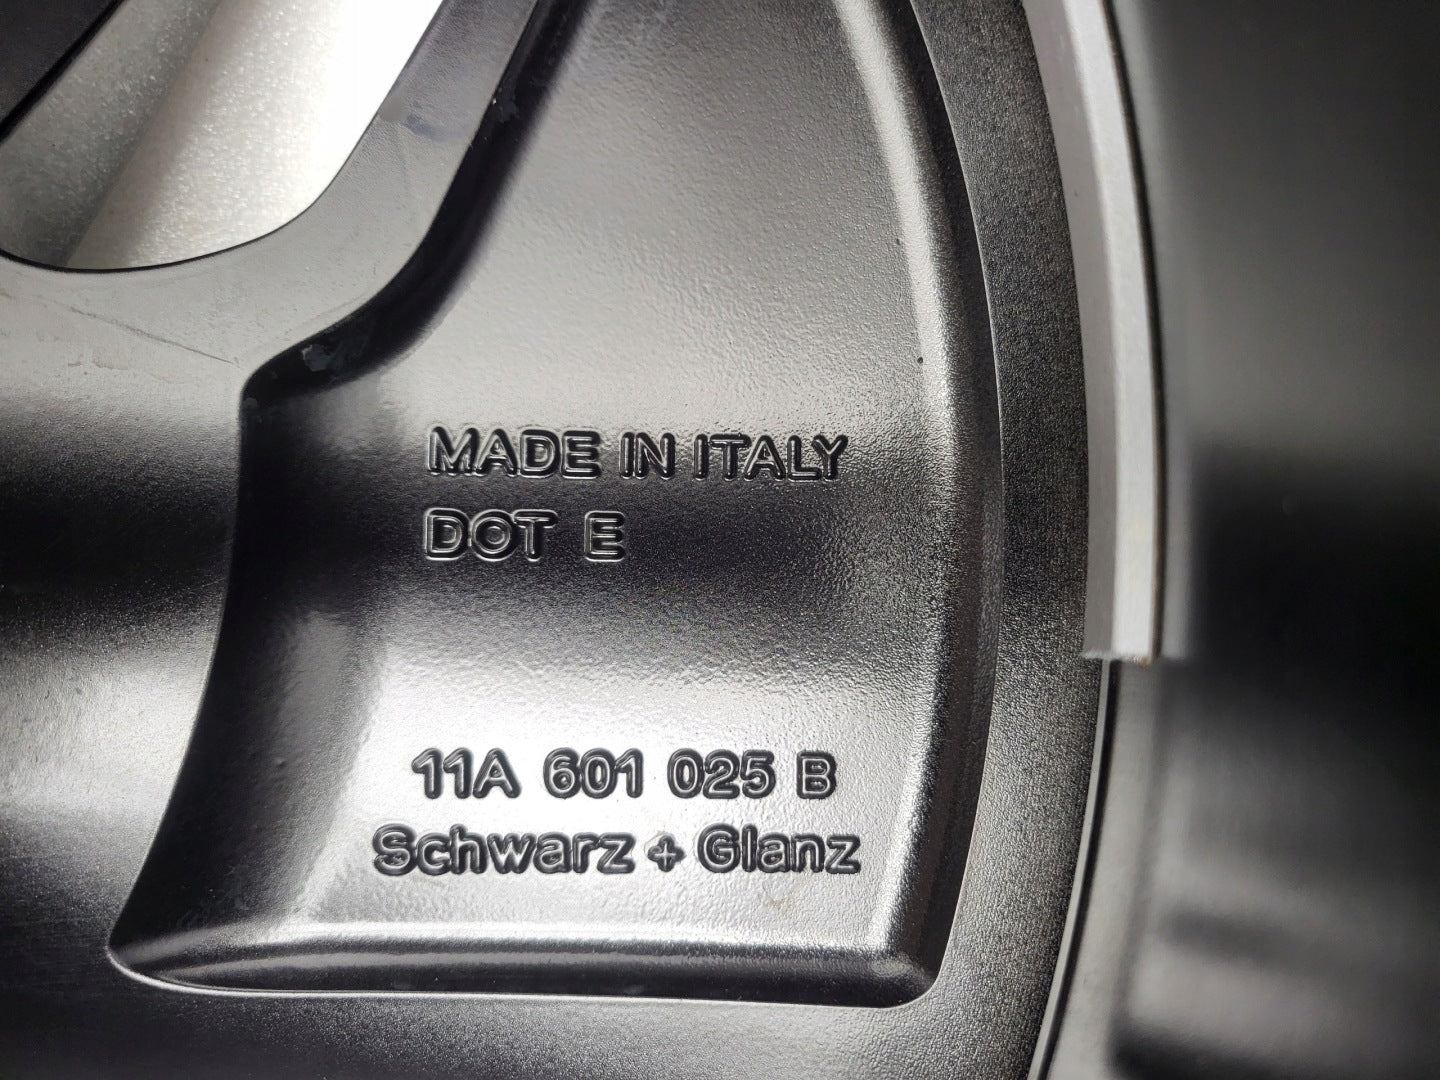 MADE IN ITALY
DOT E
11A 601 025 B
Schwarz + Glanz